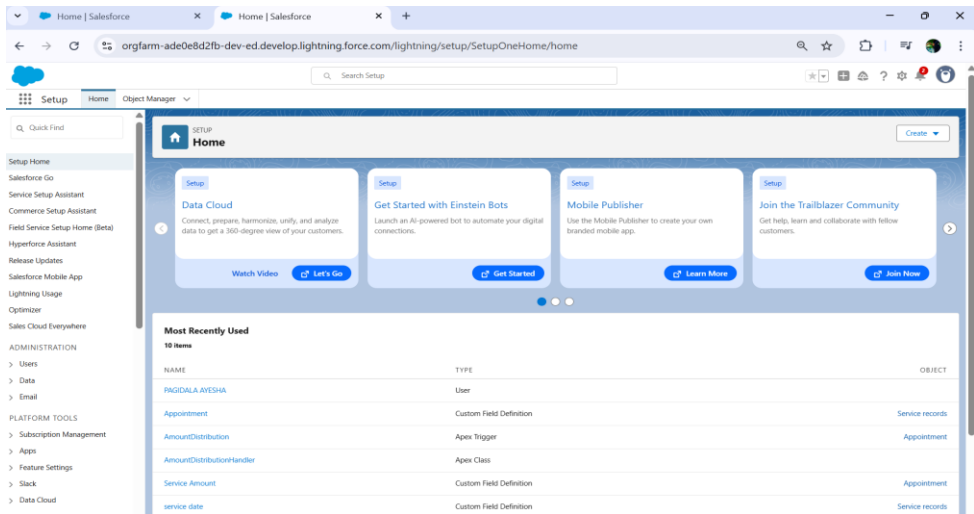 Home | Salesforce
Home | Salesforce
orgfarm-ade0e8d2fb-dev-ed.develop.lightning.force.com/lightning/setup/SetupOneHome/home
Search Setup
Setup Home Object Manager
Quick Find
Setup Home
Salesforce Go
Service Setup Assistant
Commerce Setup Assistant
Field Service Setup Home (Beta)
Hyperforce Assistant
Release Updates
Salesforce Mobile App
Lightning Usage
Optimizer
Sales Cloud Everywhere
ADMINISTRATION
Users
Data
Email
PLATFORM TOOLS
Subscription Management
Apps
Feature Settings
Slack
Data Cloud
SETUP
Home
Create
Setup
Data Cloud
Connect, prepare, harmonize, unify, and analyze
data to get a 360-degree view of your customers.
Watch Video Let's Go
Setup
Get Started with Einstein Bots
Launch an AI-powered bot to automate your digital
connections.
Get Started
Setup
Mobile Publisher
Use the Mobile Publisher to create your own
branded mobile app.
Learn More
Setup
Join the Trailblazer Community
Get help, learn and collaborate with fellow
customers.
Join Now
Most Recently Used
10 items
NAME TYPE OBJECT
PAGIDALA AYESHA User
Appointment Custom Field Definition Service records
AmountDistribution Apex Trigger Appointment
AmountDistributionHandler Apex Class
Service Amount Custom Field Definition Appointment
service date Custom Field Definition Service records